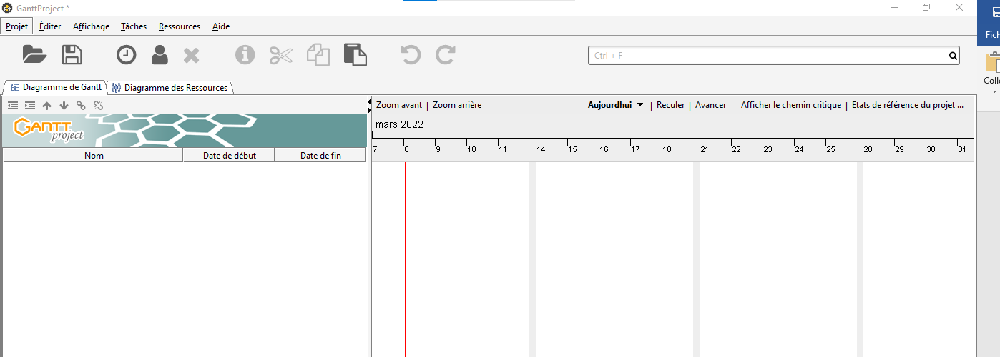 GanttProject *
Projet Éditer Affichage Tâches Ressources Aide
Fich
Ctrl + F
Colle
Diagramme de Gantt Diagramme des Ressources
Zoom avant | Zoom arrière Aujourdhui | Reculer | Avancer Afficher le chemin critique | Etats de référence du projet ...
GANTT
project
mars 2022
Nom Date de début Date de fin
7 8 9 10 11 14 15 16 17 18 21 22 23 24 25 28 29 30 31